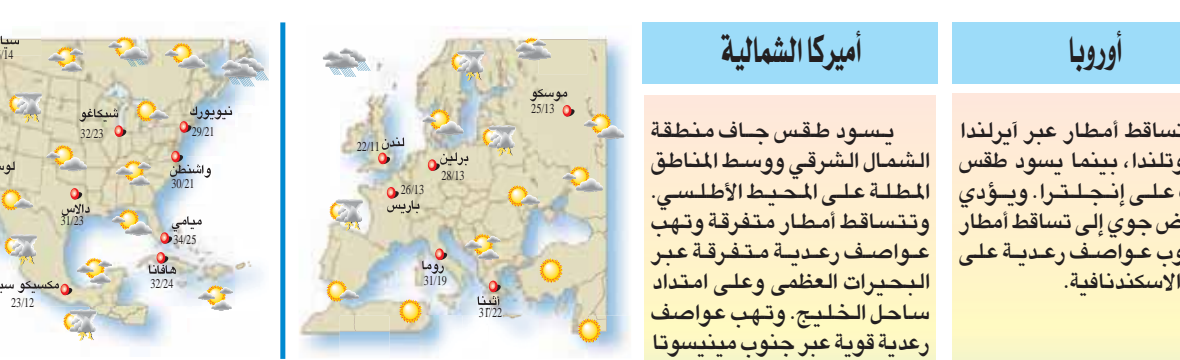 أوروبا
تساقط أمطار عبر آيرلندا
وتلندا، بينما يسود طقس
على إنجلترا. ويؤدي
ض جوي إلى تساقط أمطار
وب عواصف رعدية على
الاسكندنافية.
أميركا الشمالية
يسود طقس جاف منطقة
الشمال الشرقي ووسط المناطق
المطلة على المحيط الأطلسي.
وتتساقط أمطار متفرقة وتهب
عواصف رعدية متفرقة عبر
البحيرات العظمى وعلى امتداد
ساحل الخليج. وتهب عواصف
رعدية قوية عبر جنوب مينيسوتا
موسكو
25/13
لندن
22/11
برلين
28/13
26/13
باريس
روما
31/19
أثينا
31/22
سيا
/14
شيكاغو
32/23
نيويورك
29/21
واشنطن
30/21
لوس
دالاس
31/23
ميامي
34/25
هافانا
32/24
مكسيكو سي
23/12